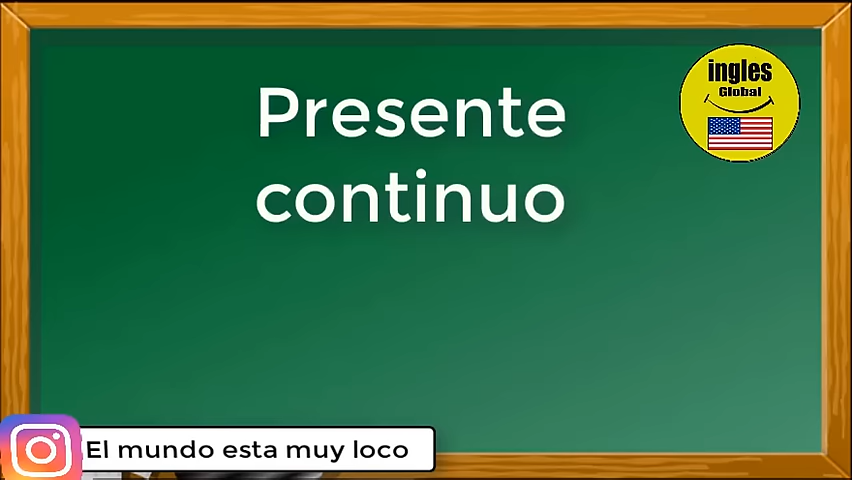 ingles
Global
Presente
continuo
El mundo esta muy loco